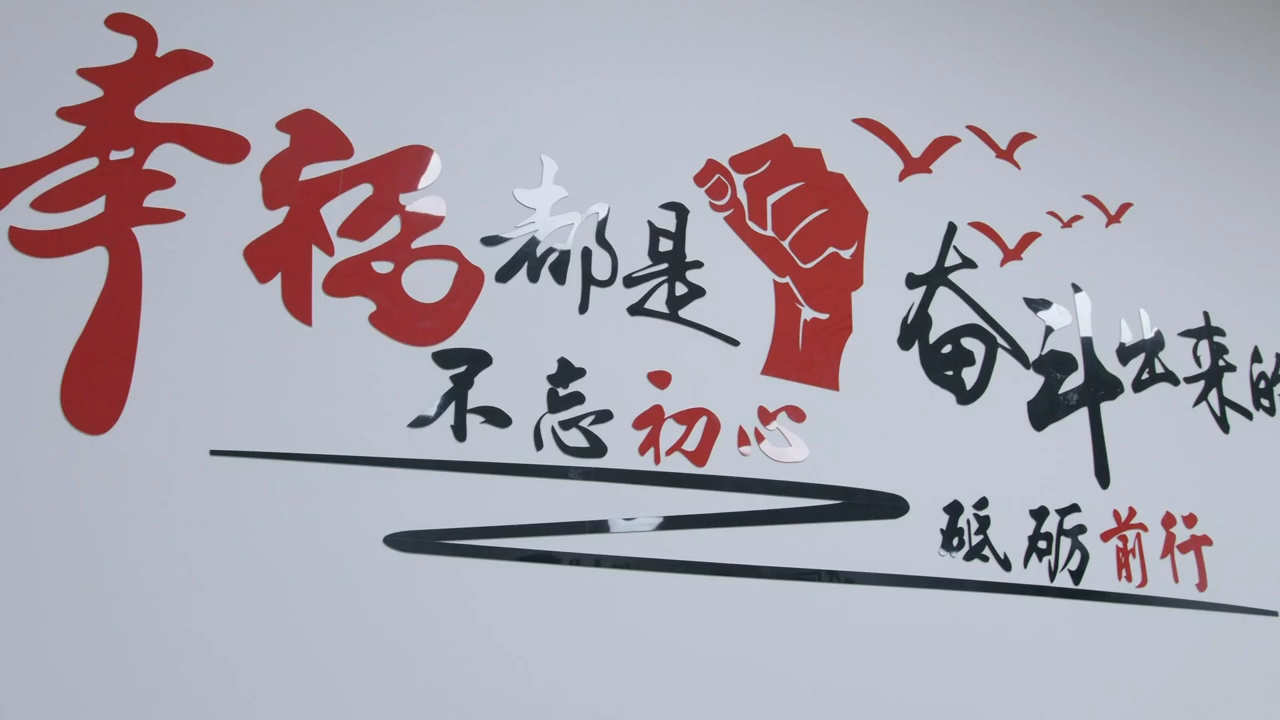 幸福都是奋斗出来的
不忘初心
砥砺前行